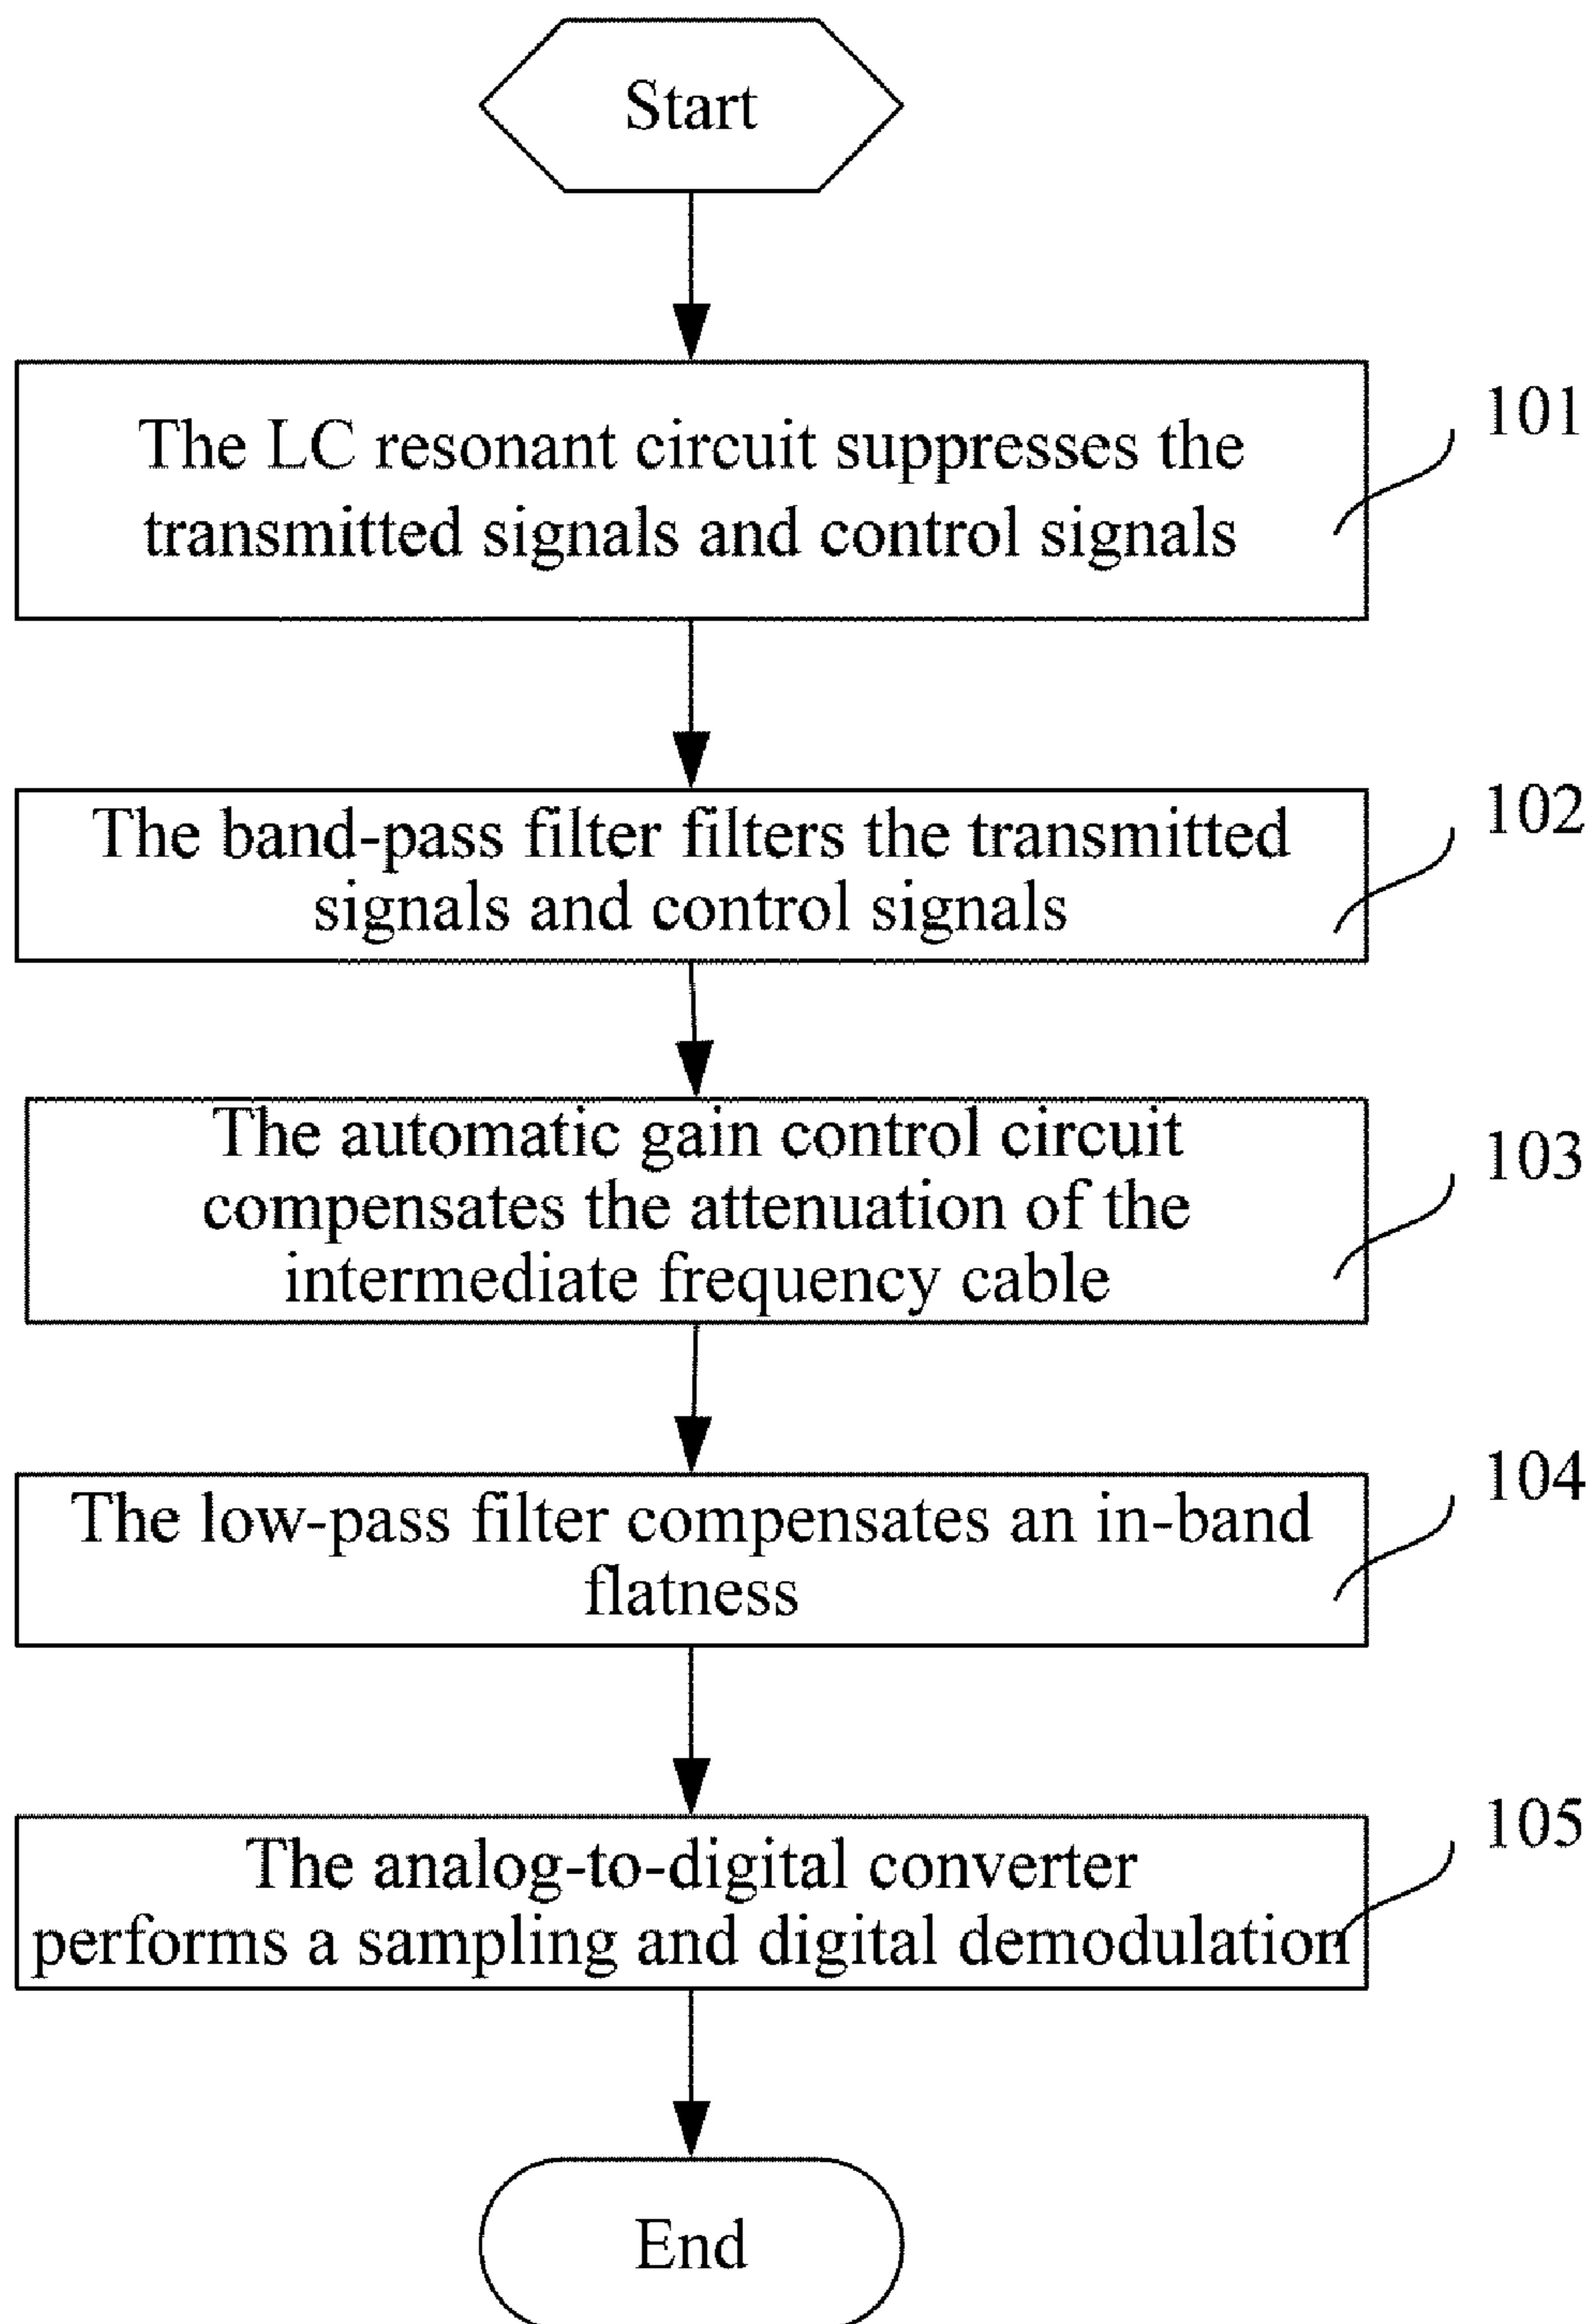 Start
The LC resonant circuit suppresses the
transmitted signals and control signals
101
The band-pass filter filters the transmitted
signals and control signals
102
The automatic gain control circuit
compensates the attenuation of the
intermediate frequency cable
103
The low-pass filter compensates an in-band
flatness
104
The analog-to-digital converter
performs a sampling and digital demodulation
105
End